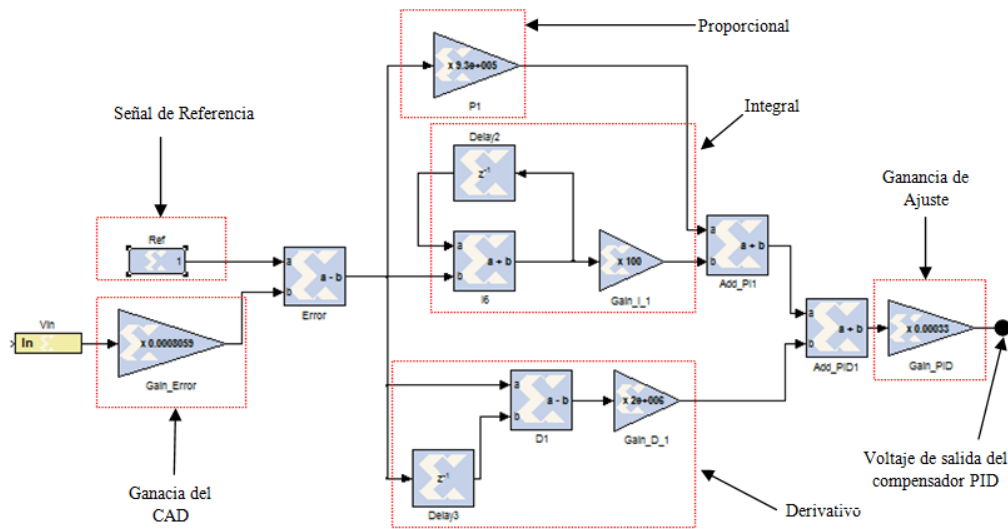 Proporcional
x 9.3e+005
P1
Señal de Referencia
Integral
Delay2
z⁻¹
Ganancia de
Ajuste
Ref
1
a
b
a - b
Error
a
b
a + b
I6
x 100
Gain_I_1
a
b
a + b
Add_PI1
Vin
In
x 0.0008059
Gain_Error
a
b
a + b
Add_PID1
x 0.00033
Gain_PID
a
b
a - b
D1
x 2e+006
Gain_D_1
z⁻¹
Delay3
Ganacia del
CAD
Derivativo
Voltaje de salida del
compensador PID